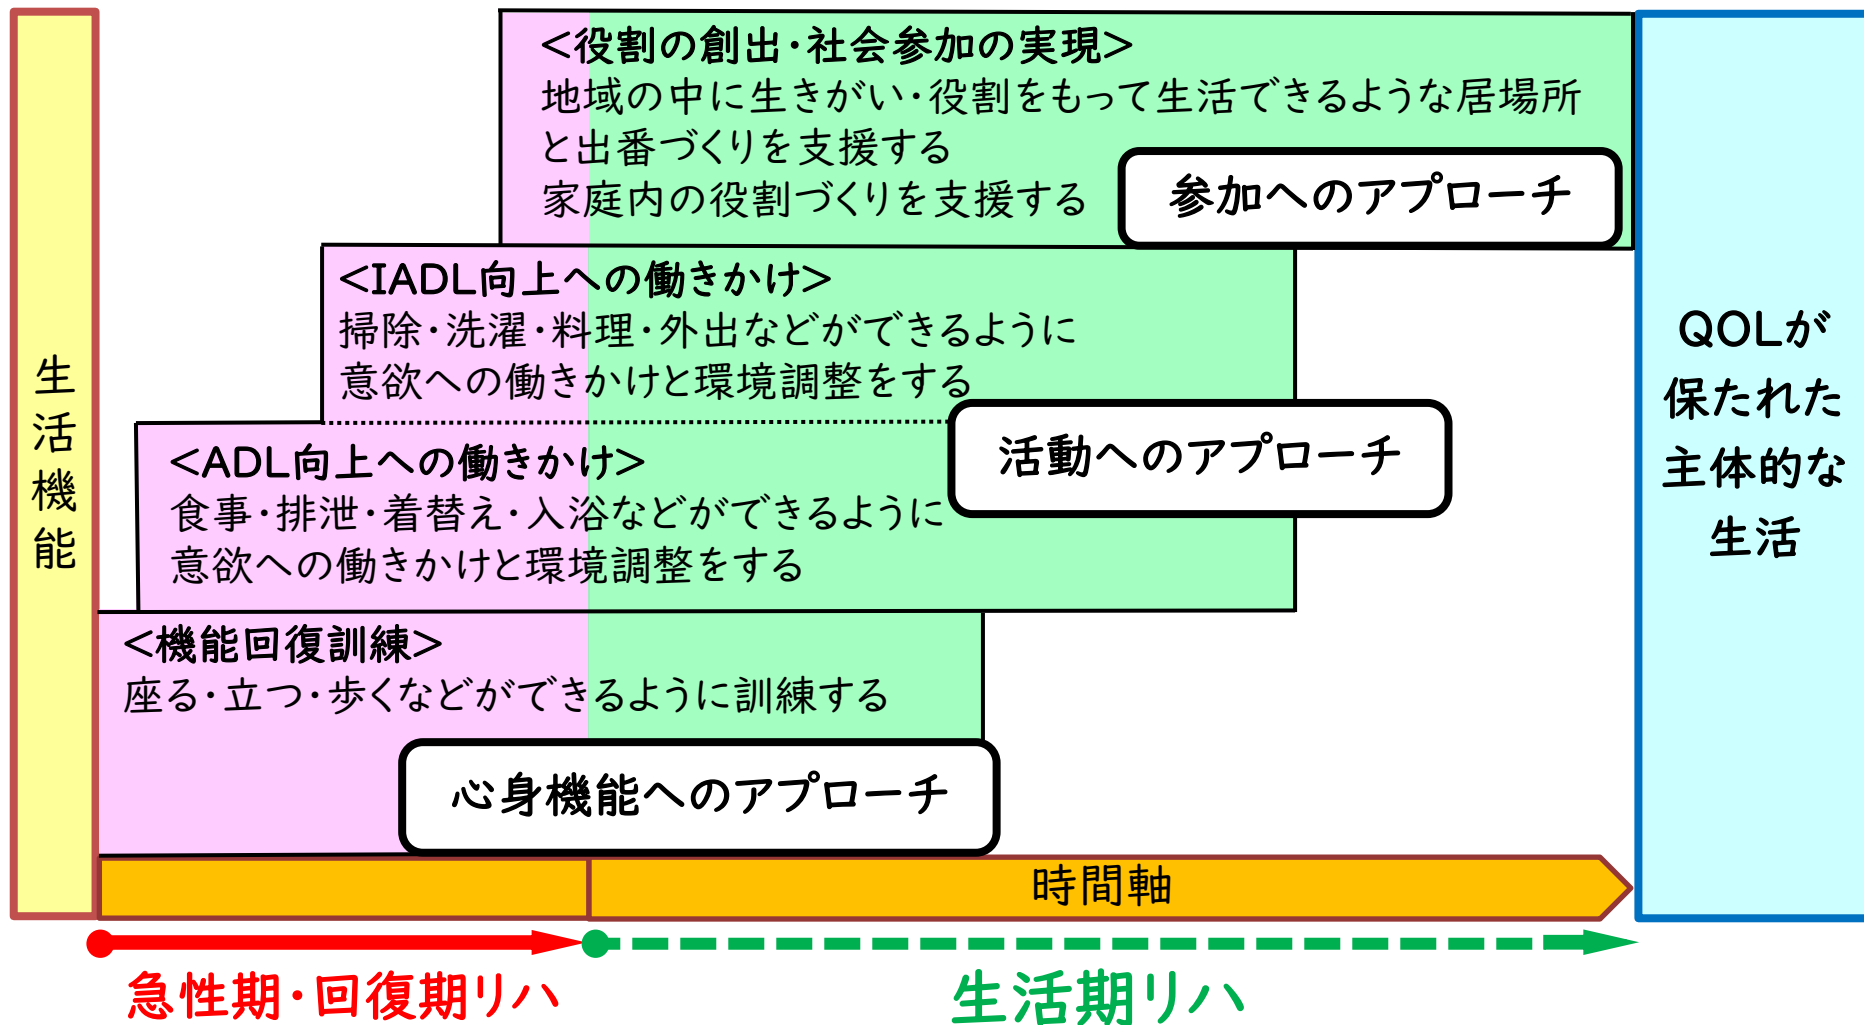 生活機能
<役割の創出・社会参加の実現>
地域の中に生きがい・役割をもって生活できるような居場所
と出番づくりを支援する
家庭内の役割づくりを支援する
参加へのアプローチ
<IADL向上への働きかけ>
掃除・洗濯・料理・外出などができるように
意欲への働きかけと環境調整をする
<ADL向上への働きかけ>
食事・排泄・着替え・入浴などができるように
意欲への働きかけと環境調整をする
活動へのアプローチ
<機能回復訓練>
座る・立つ・歩くなどができるように訓練する
心身機能へのアプローチ
QOLが
保たれた
主体的な
生活
時間軸
急性期・回復期リハ
生活期リハ